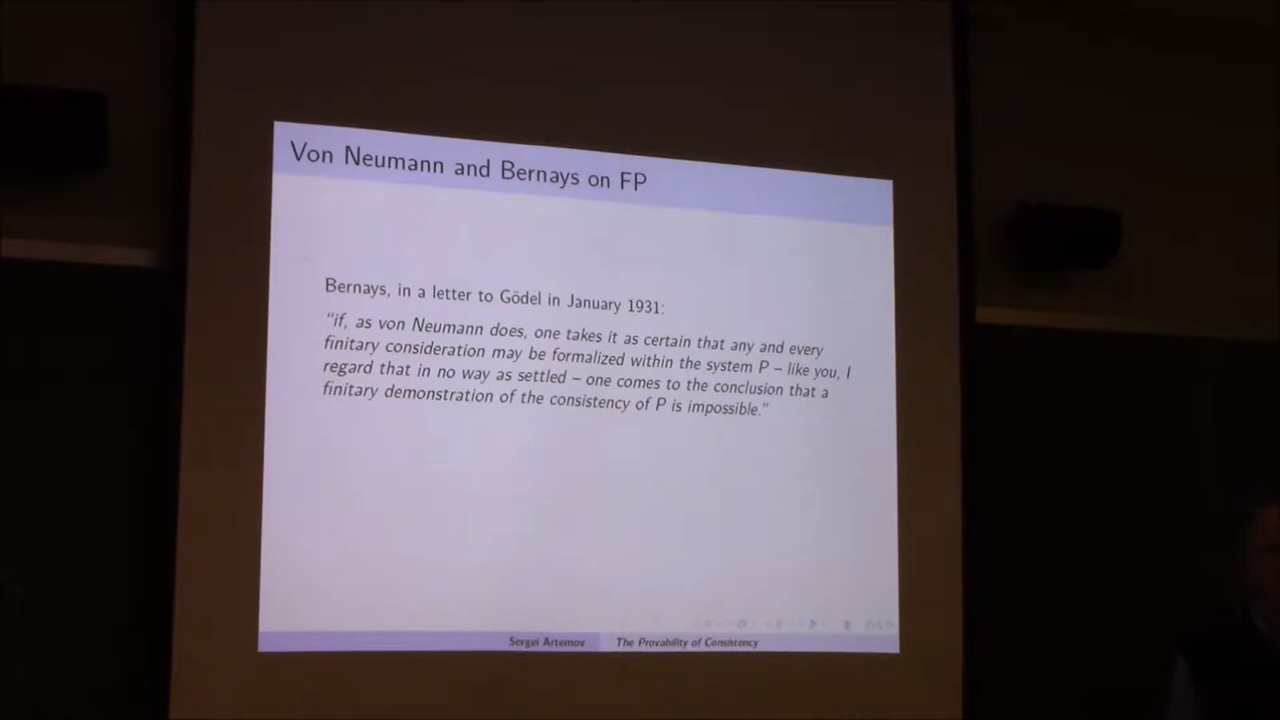 Von Neumann and Bernays on FP
Bernays, in a letter to Gödel in January 1931:
“if, as von Neumann does, one takes it as certain that any and every
finitary consideration may be formalized within the system P – like you, I
regard that in no way as settled – one comes to the conclusion that a
finitary demonstration of the consistency of P is impossible.”
Sergei Artemov The Provability of Consistency